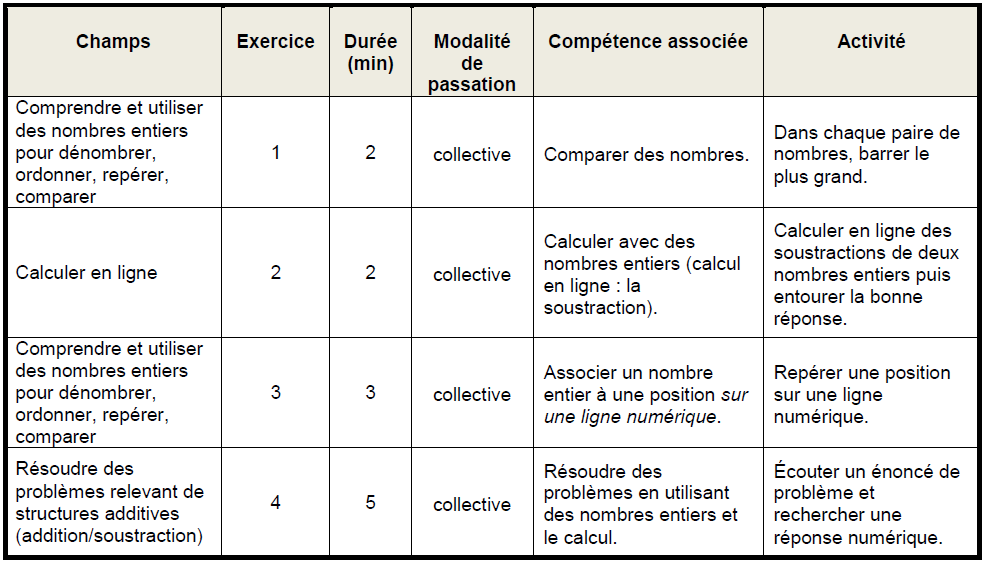 Champs
Exercice
Durée
(min)
Modalité
de
passation
Compétence associée
Activité
Comprendre et utiliser
des nombres entiers
pour dénombrer,
ordonner, repérer,
comparer
1
2
collective
Comparer des nombres.
Dans chaque paire de
nombres, barrer le
plus grand.
Calculer en ligne
2
2
collective
Calculer avec des
nombres entiers (calcul
en ligne : la
soustraction).
Calculer en ligne des
soustractions de deux
nombres entiers puis
entourer la bonne
réponse.
Comprendre et utiliser
des nombres entiers
pour dénombrer,
ordonner, repérer,
comparer
3
3
collective
Associer un nombre
entier à une position sur
une ligne numérique.
Repérer une position
sur une ligne
numérique.
Résoudre des
problèmes relevant de
structures additives
(addition/soustraction)
4
5
collective
Résoudre des
problèmes en utilisant
des nombres entiers et
le calcul.
Écouter un énoncé de
problème et
rechercher une
réponse numérique.